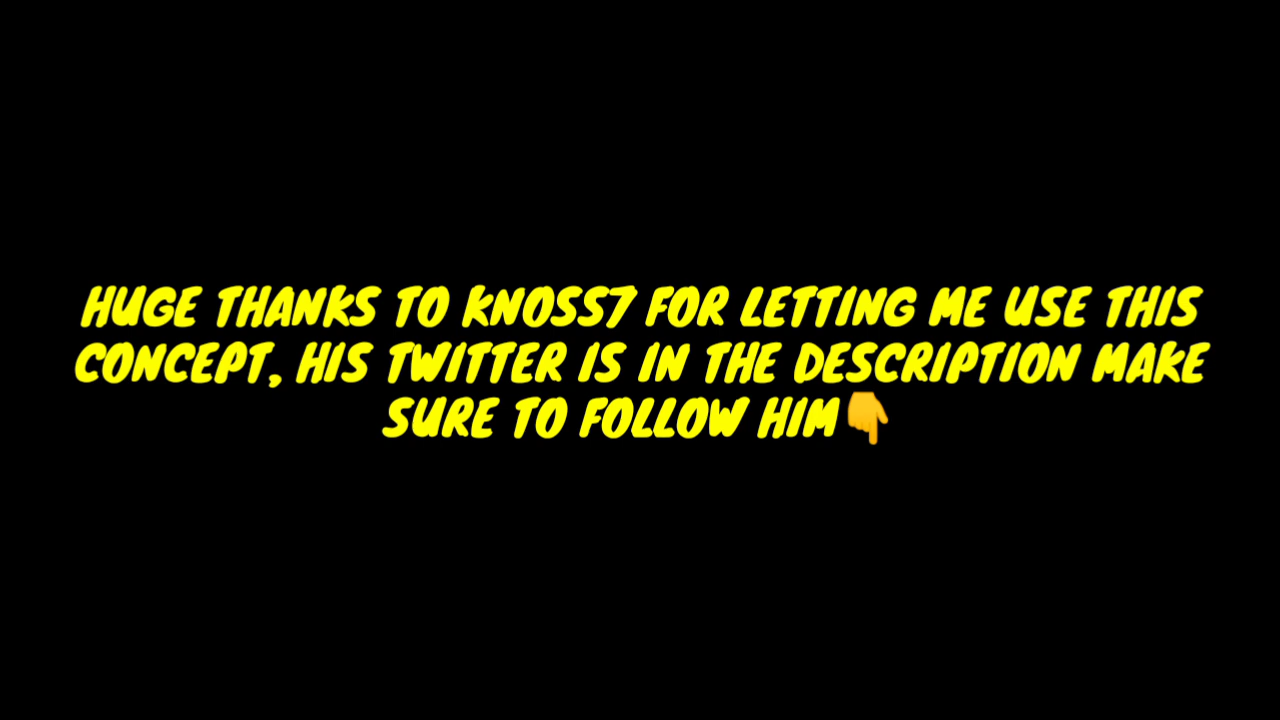 HUGE THANKS TO KNOSS7 FOR LETTING ME USE THIS
CONCEPT, HIS TWITTER IS IN THE DESCRIPTION MAKE
SURE TO FOLLOW HIM👇